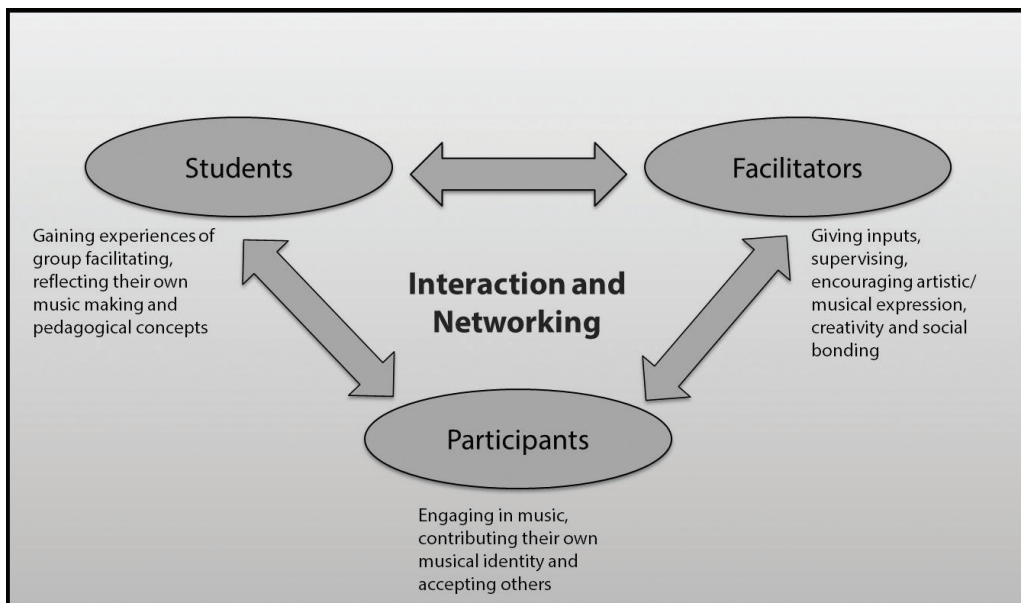 Students
Facilitators
Gaining experiences of
group facilitating,
reflecting their own
music making and
pedagogical concepts
Interaction and
Networking
Giving inputs,
supervising,
encouraging artistic/
musical expression,
creativity and social
bonding
Participants
Engaging in music,
contributing their own
musical identity and
accepting others